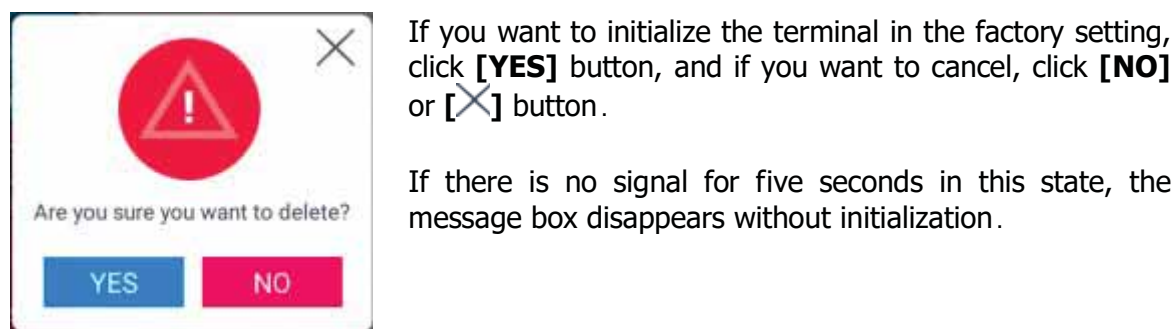 !
Are you sure you want to delete?
YES NO
If you want to initialize the terminal in the factory setting,
click [YES] button, and if you want to cancel, click [NO]
or [✕] button.
If there is no signal for five seconds in this state, the
message box disappears without initialization.